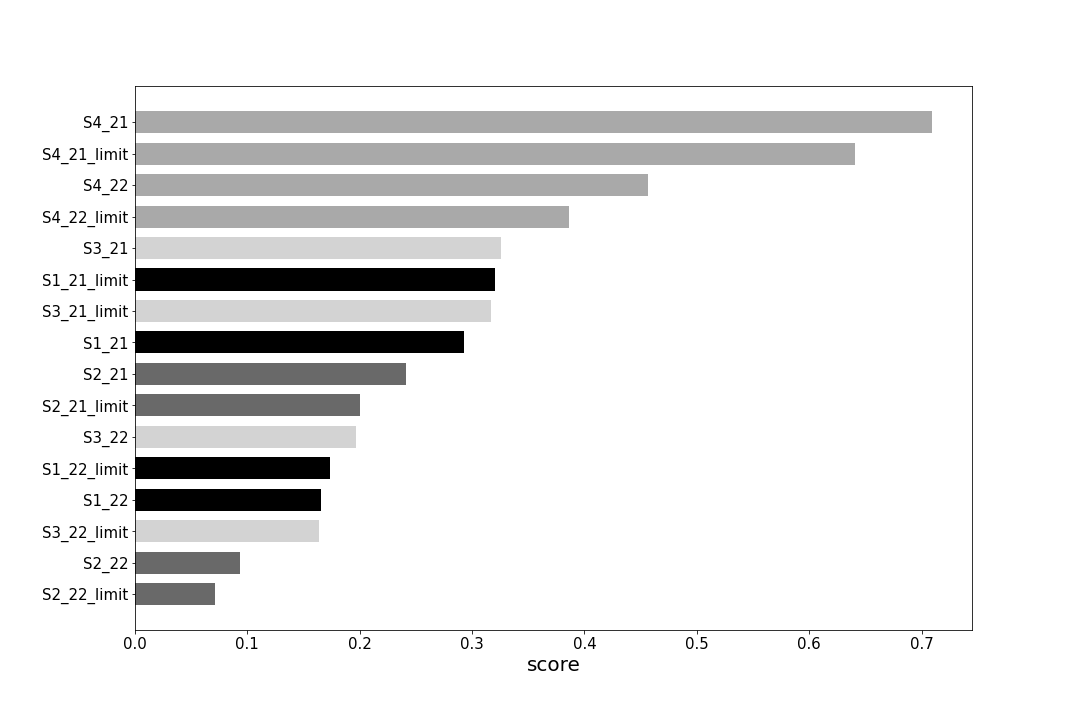 S4_21
S4_21_limit
S4_22
S4_22_limit
S3_21
S1_21_limit
S3_21_limit
S1_21
S2_21
S2_21_limit
S3_22
S1_22_limit
S1_22
S3_22_limit
S2_22
S2_22_limit
0.0 0.1 0.2 0.3 0.4 0.5 0.6 0.7
score